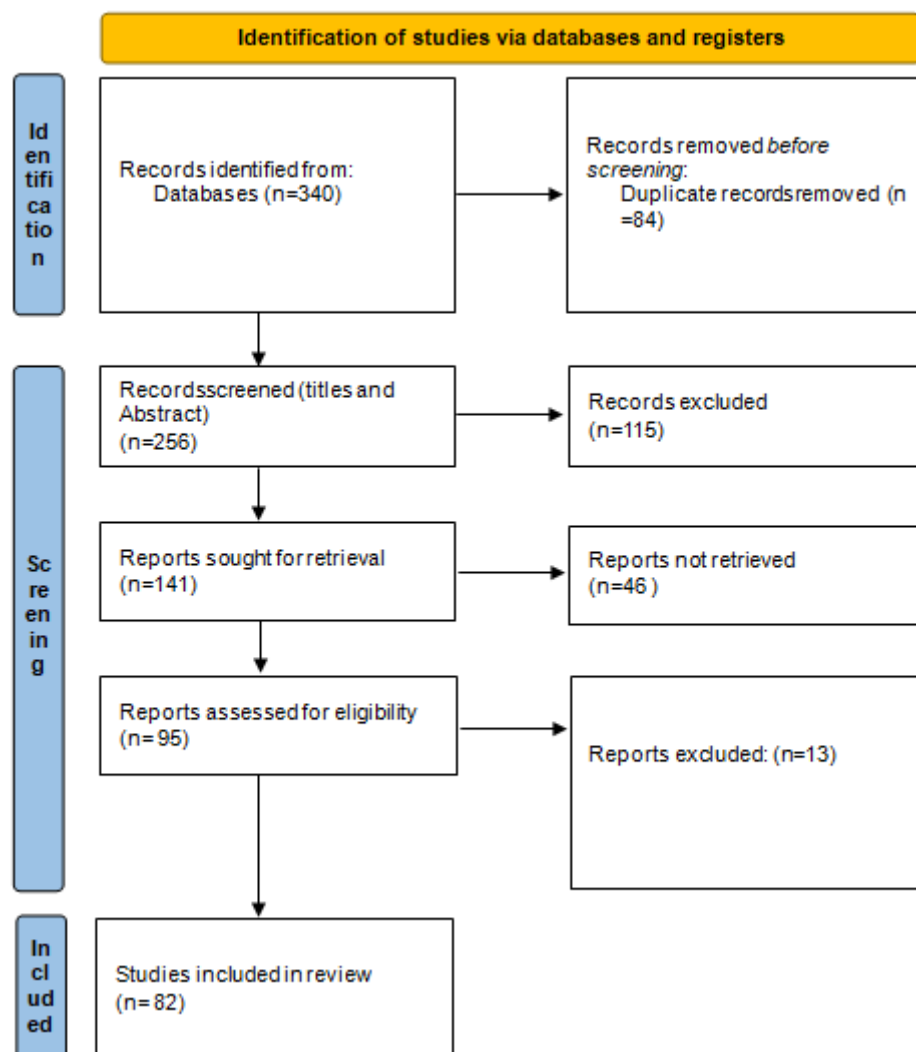 Identification of studies via databases and registers
Id
en
tifi
ca
tio
n
Records identified from:
Databases (n=340)
Records removed before
screening:
Duplicate recordsremoved (n
=84)
Sc
re
en
in
g
Recordsscreened (titles and
Abstract)
(n=256)
Records excluded
(n=115)
Reports sought for retrieval
(n=141)
Reports not retrieved
(n=46 )
Reports assessed for eligibility
(n= 95)
Reports excluded: (n=13)
In
cl
ud
ed
Studies included in review
(n= 82)